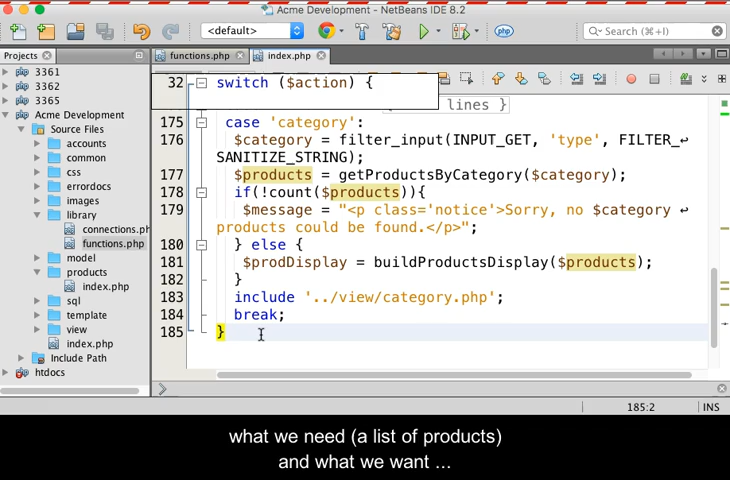 Acme Development - NetBeans IDE 8.2
<default>
Search (⌘+I)
Projects
functions.php
index.php
3361
3362
3365
Acme Development
Source Files
accounts
common
css
errordocs
images
library
connections.ph
functions.php
model
products
index.php
sql
template
view
index.php
Include Path
htdocs
32 switch ($action) {
lines }
175 case 'category':
176 $category = filter_input(INPUT_GET, 'type', FILTER_↵
SANITIZE_STRING);
177 $products = getProductsByCategory($category);
178 if(!count($products)){
179 $message = "<p class='notice'>Sorry, no $category ↵
products could be found.</p>";
180 } else {
181 $prodDisplay = buildProductsDisplay($products);
182 }
183 include '../view/category.php';
184 break;
185 }
185:2
INS
what we need (a list of products)
and what we want ...